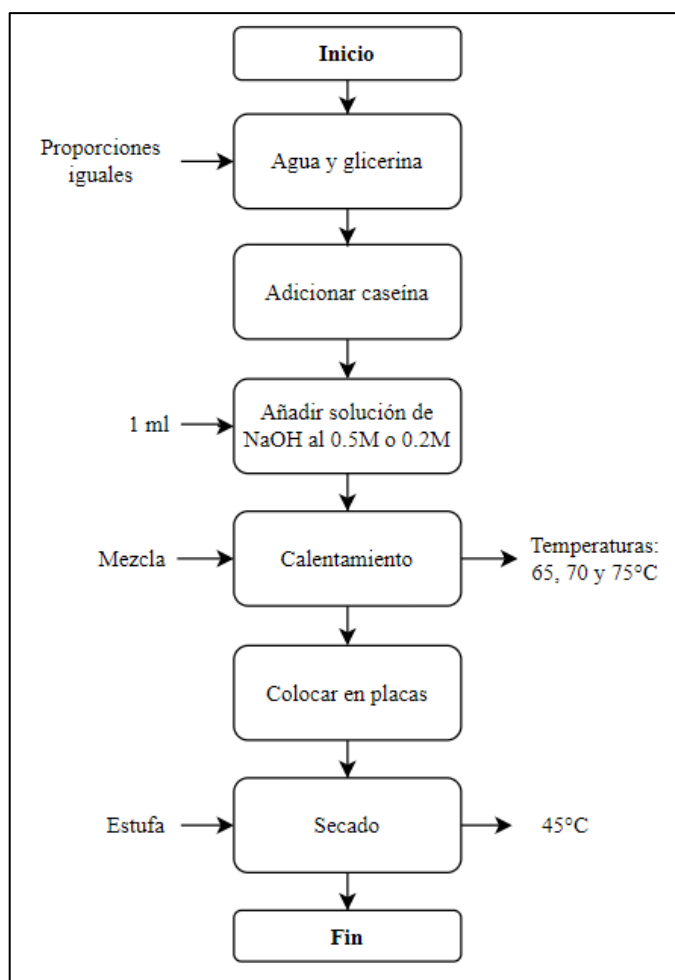 Inicio
Proporciones
iguales
Agua y glicerina
Adicionar caseína
1 ml
Añadir solución de
NaOH al 0.5M o 0.2M
Mezcla
Calentamiento
Temperaturas:
65, 70 y 75°C
Colocar en placas
Estufa
Secado
45°C
Fin